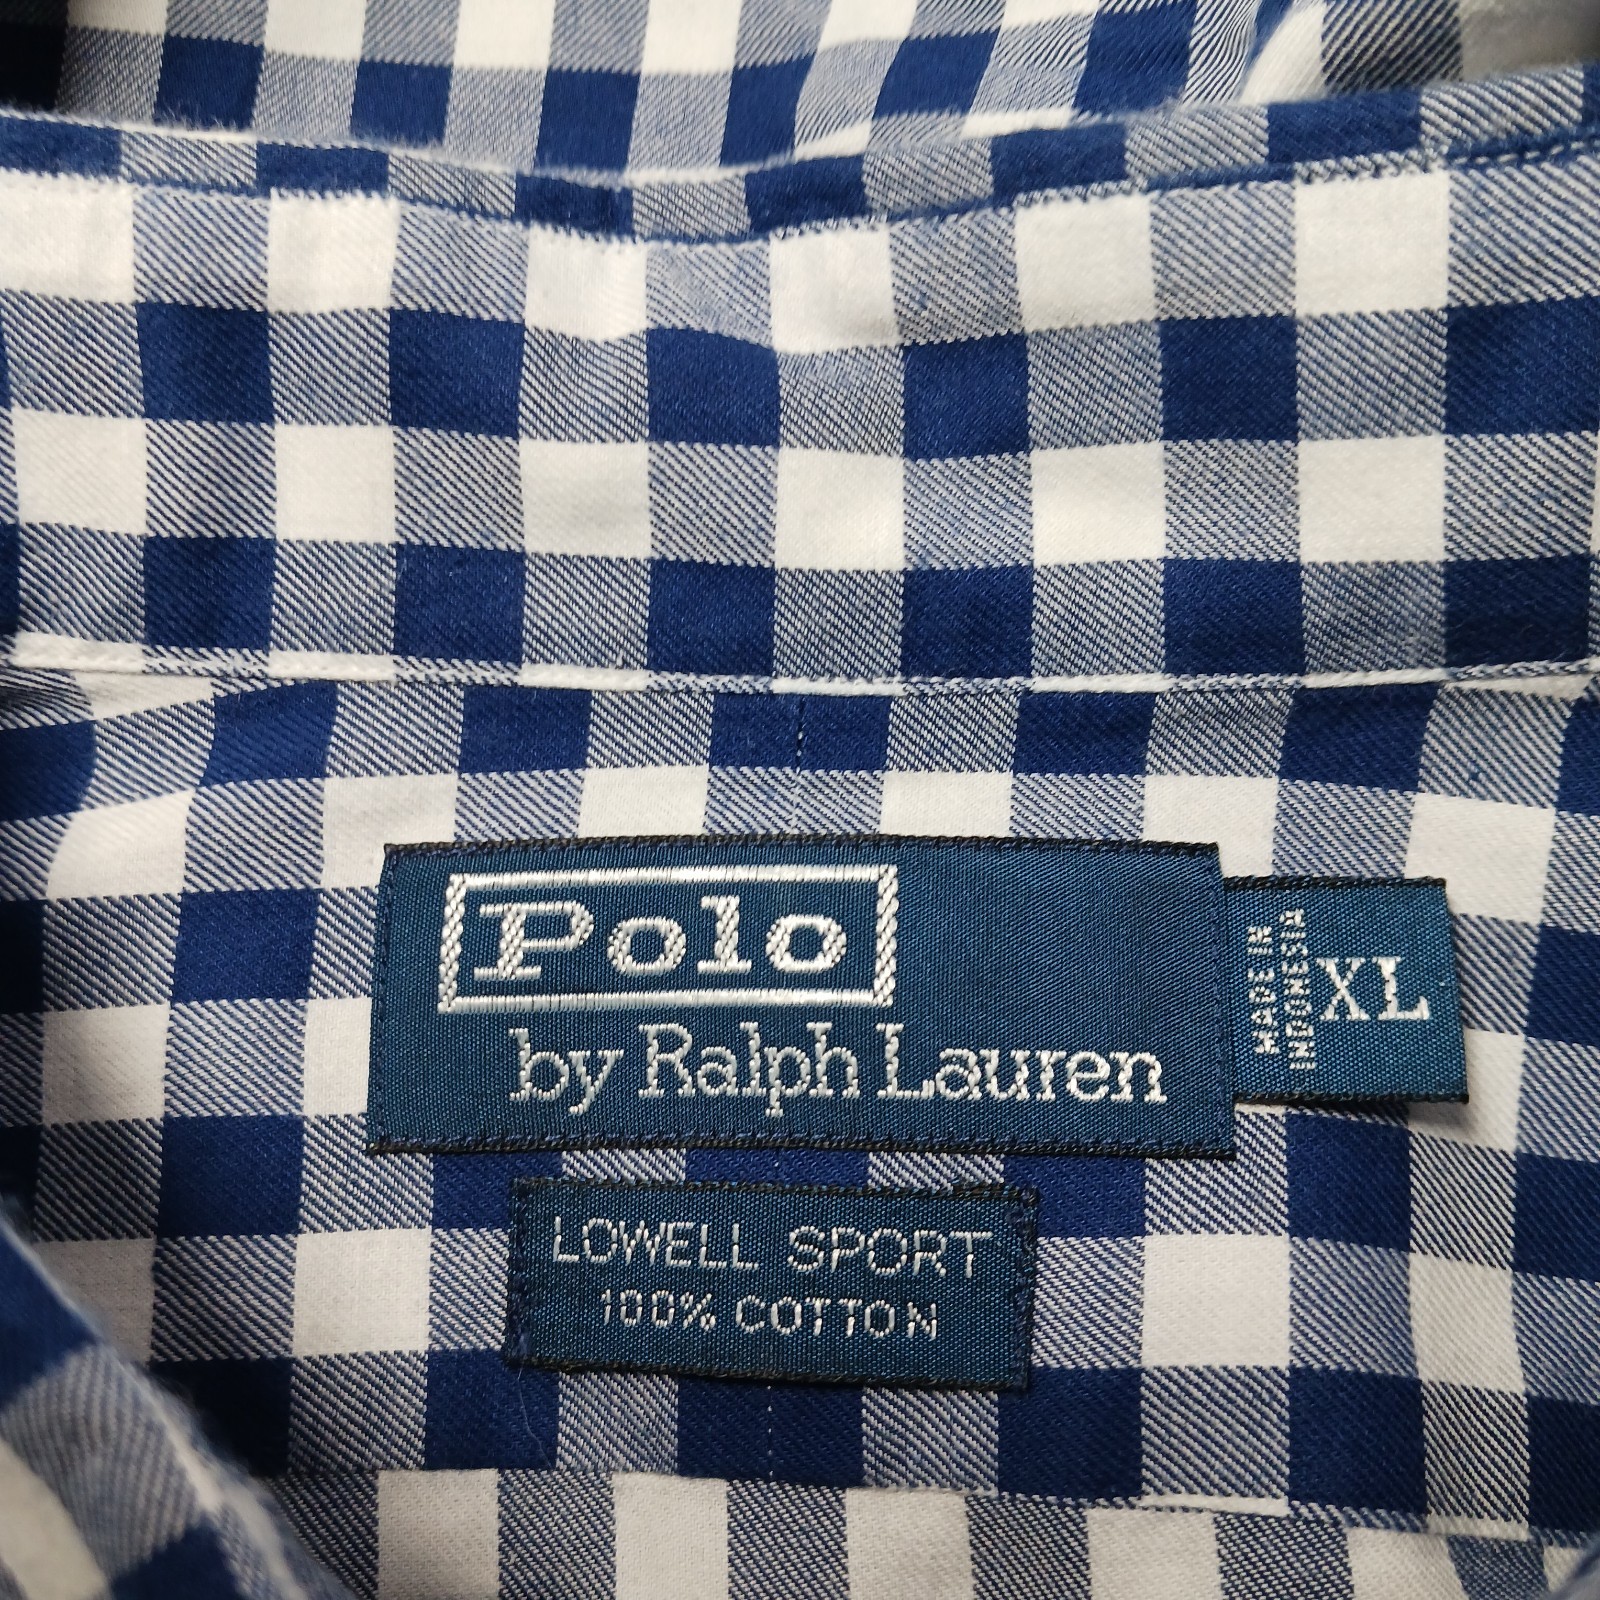 Polo
by Ralph Lauren
MADE IN
INDONESIA
XL
LOWELL SPORT
100% COTTON